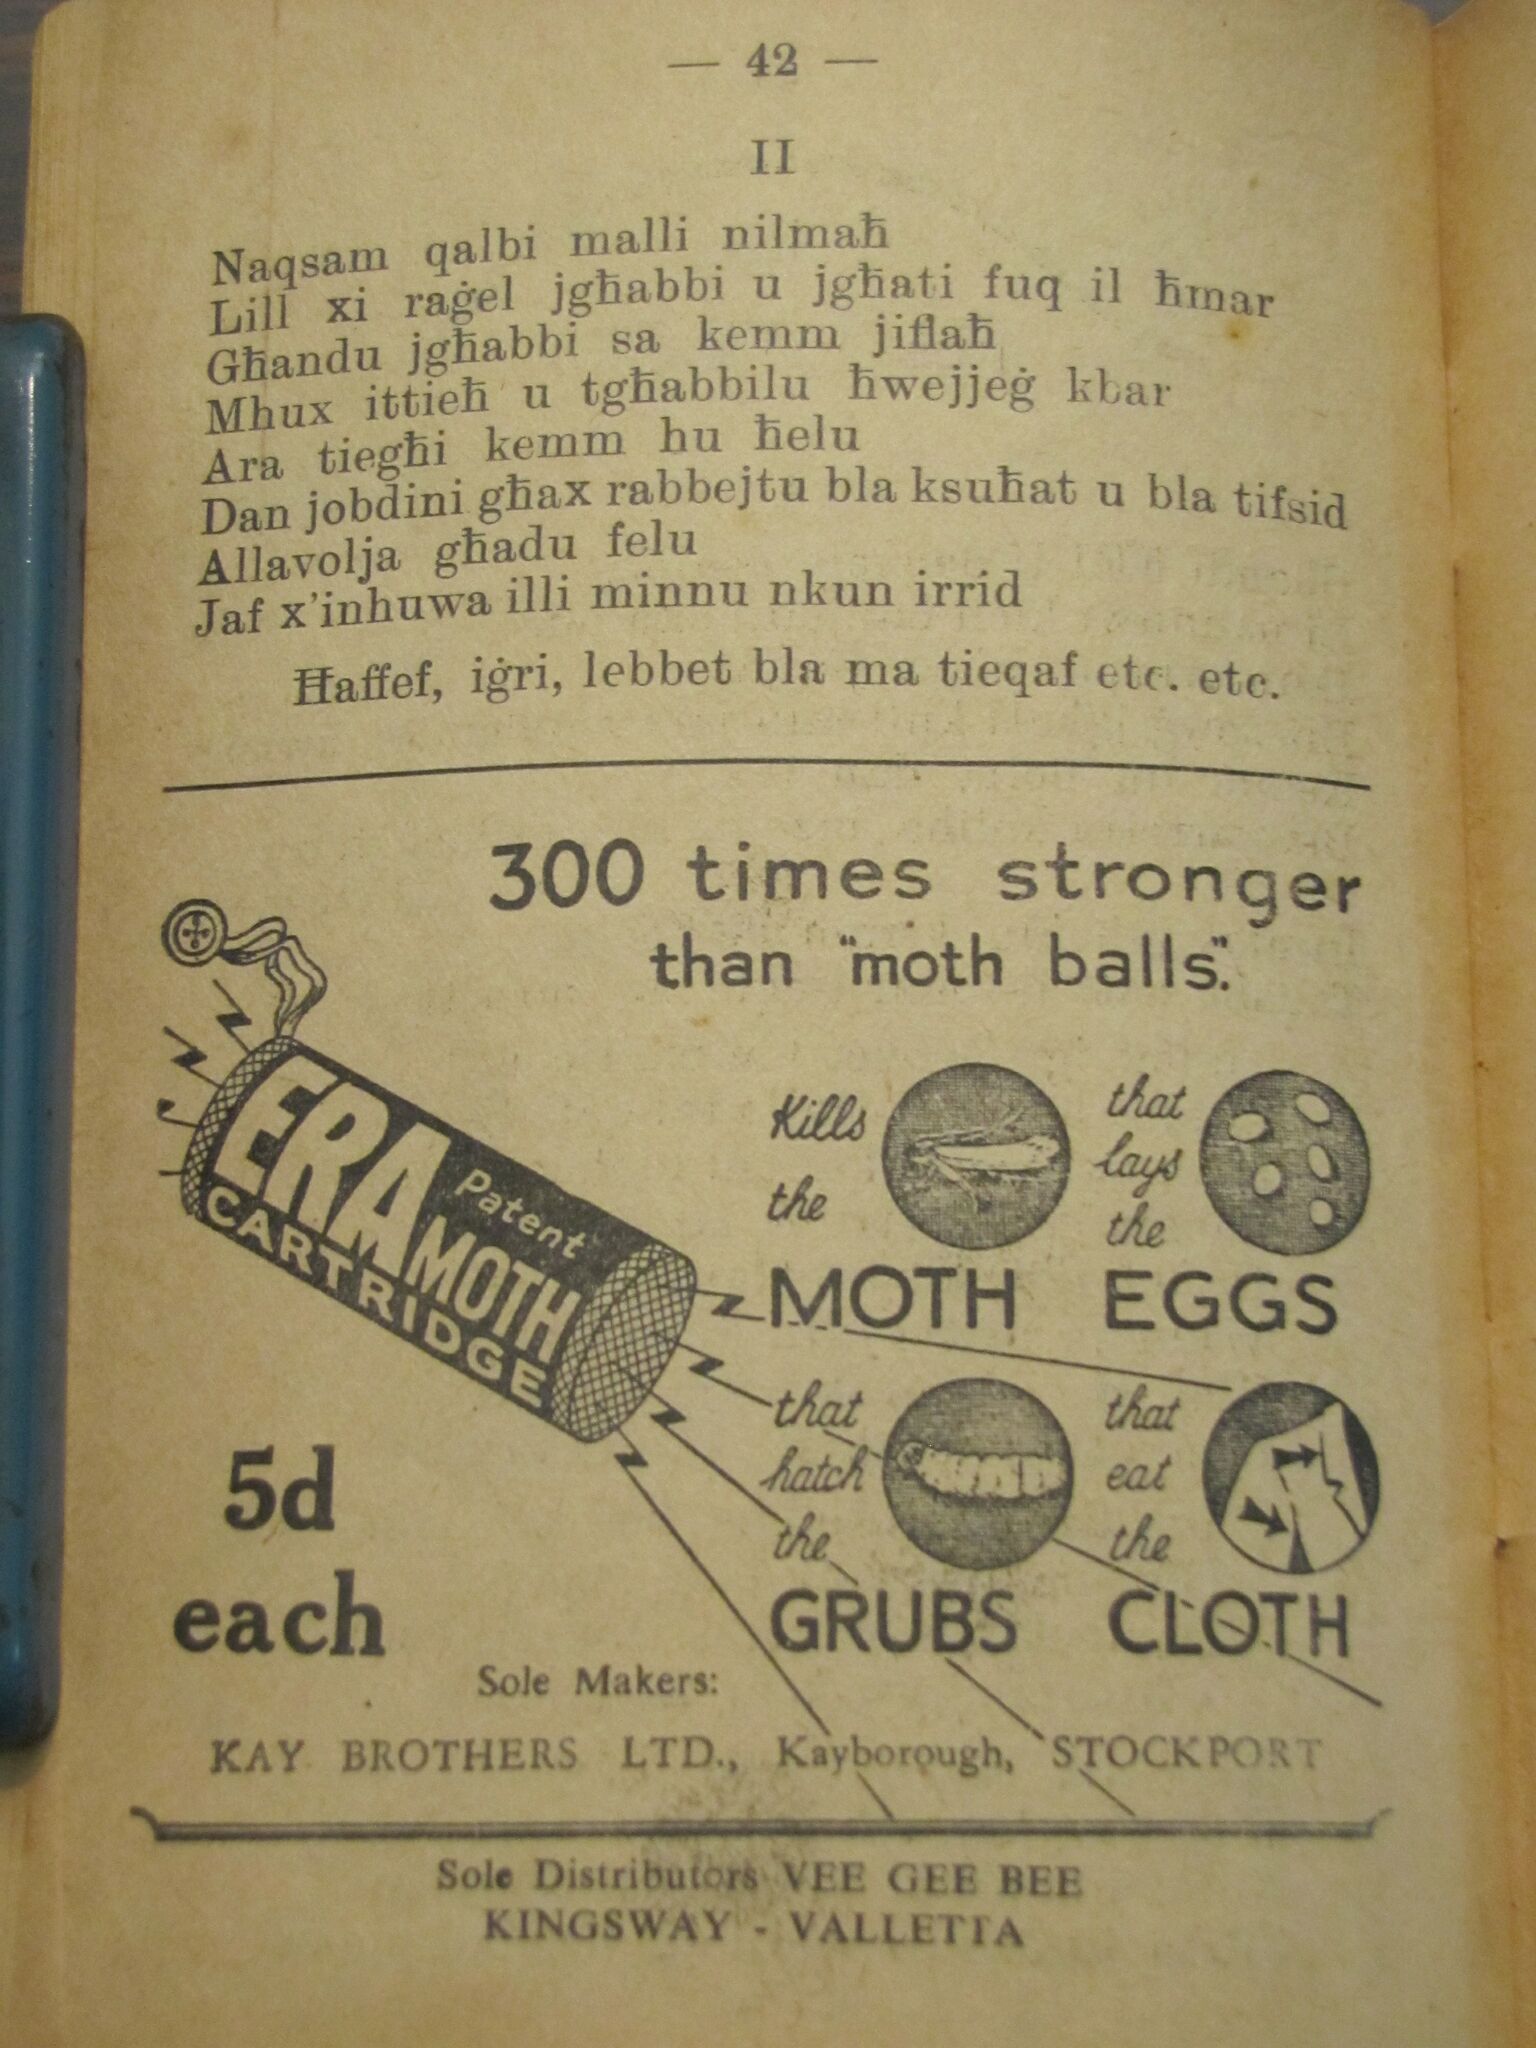 — 42 —
II
Naqsam qalbi malli nilmaħ
Lill xi raġel jgħabbi u jgħati fuq il ħmar
Għandu jgħabbi sa kemm jiflaħ
Mhux ittieħ u tgħabbilu ħwejjeġ kbar
Ara tiegħi kemm hu ħelu
Dan jobdini għax rabbejtu bla ksuħat u bla tifsid
Allavolja għadu felu
Jaf x'inhuwa illi minnu nkun irrid
Ħaffef, iġri, lebbet bla ma tieqaf etc. etc.
300 times stronger
than "moth balls".
ERA
Patent
MOTH
CARTRIDGE
Kills
the
MOTH
that
lays
the
EGGS
that
hatch
the
GRUBS
that
eat
the
CLOTH
5d
each
Sole Makers:
KAY BROTHERS LTD., Kayborough, STOCKPORT
Sole Distributors VEE GEE BEE
KINGSWAY - VALLETTA